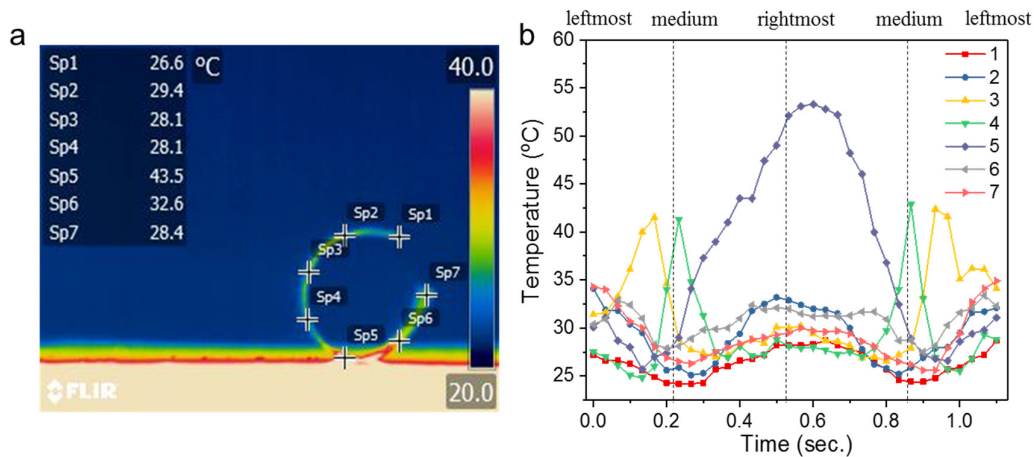 a
Sp1 26.6 ºC
Sp2 29.4
Sp3 28.1
Sp4 28.1
Sp5 43.5
Sp6 32.6
Sp7 28.4
40.0
20.0
Sp2 Sp1
Sp3
Sp7
Sp4
Sp5 Sp6
FLIR
b
leftmost medium rightmost medium leftmost
60
55
50
45
40
35
30
25
Temperature (ºC)
1
2
3
4
5
6
7
0.0 0.2 0.4 0.6 0.8 1.0
Time (sec.)